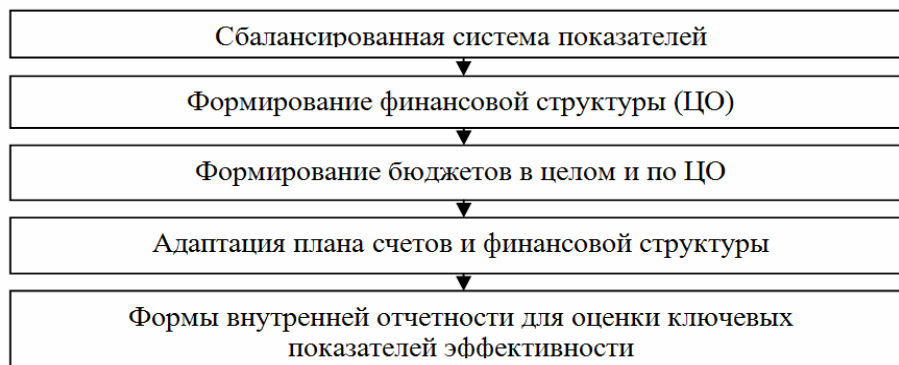 Сбалансированная система показателей
Формирование финансовой структуры (ЦО)
Формирование бюджетов в целом и по ЦО
Адаптация плана счетов и финансовой структуры
Формы внутренней отчетности для оценки ключевых
показателей эффективности